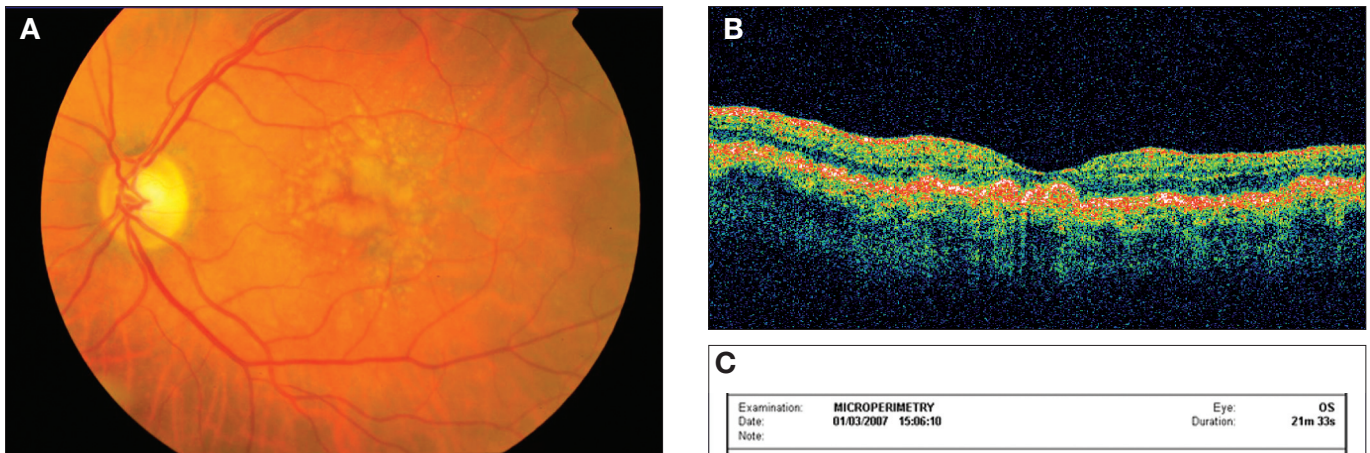 A
B
C
Examination: MICROPERIMETRY Eye: OS
Date: 01/03/2007 15:06:10 Duration: 21m 33s
Note: